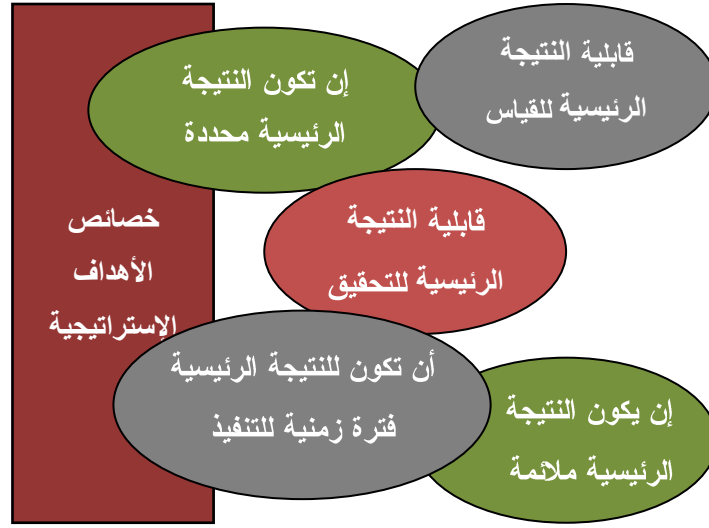 خصائص
الأهداف
الإستراتيجية
إن تكون النتيجة
الرئيسية محددة
قابلية النتيجة
الرئيسية للقياس
قابلية النتيجة
الرئيسية للتحقيق
أن تكون للنتيجة الرئيسية
فترة زمنية للتنفيذ
إن يكون النتيجة
الرئيسية ملائمة